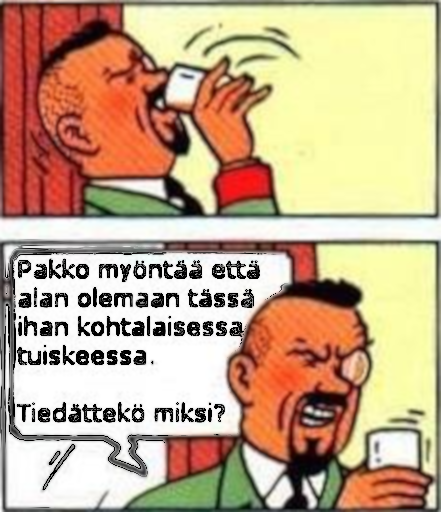 Pakko myöntää että
alan olemaan tässä
ihan kohtalaisessa
tuiskeessa.
Tiedättekö miksi?